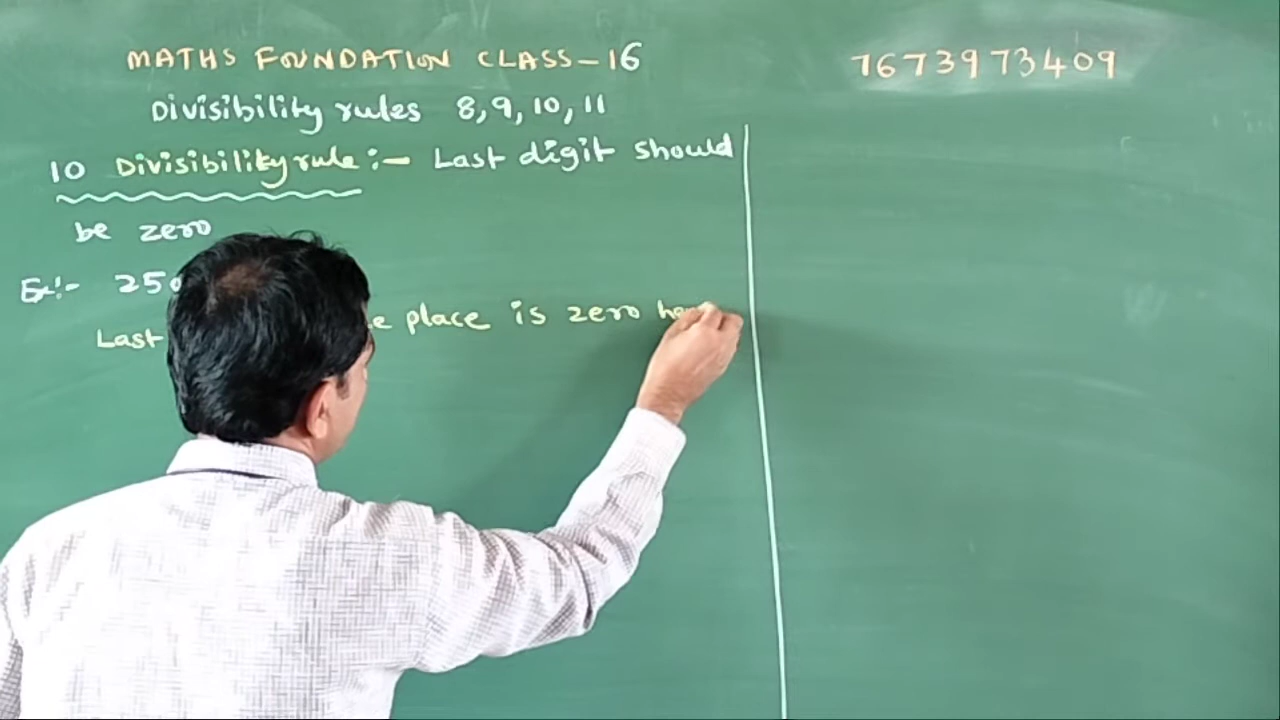 MATHS FOUNDATION CLASS-16
7673973409
Divisibility rules 8,9,10,11
10 Divisibility rule :- Last digit should
be zero
Ex:- 250
Last place is zero